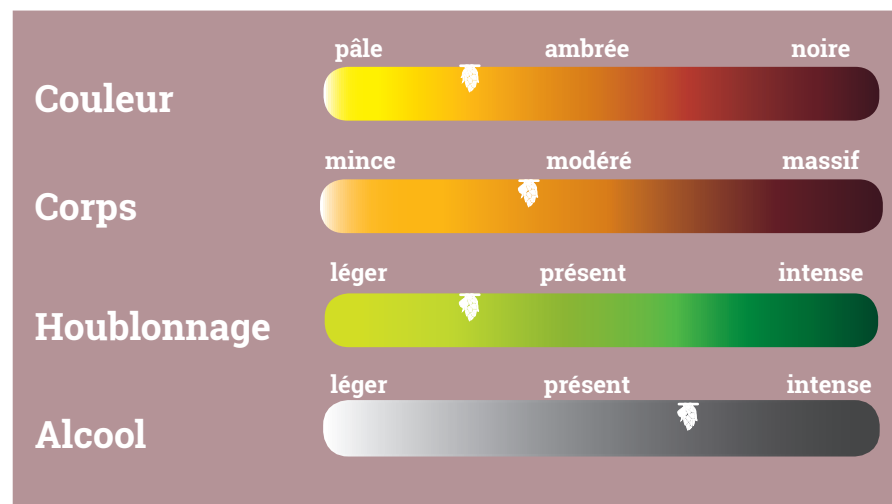 pâle ambrée noire
Couleur
mince modéré massif
Corps
léger présent intense
Houblonnage
léger présent intense
Alcool